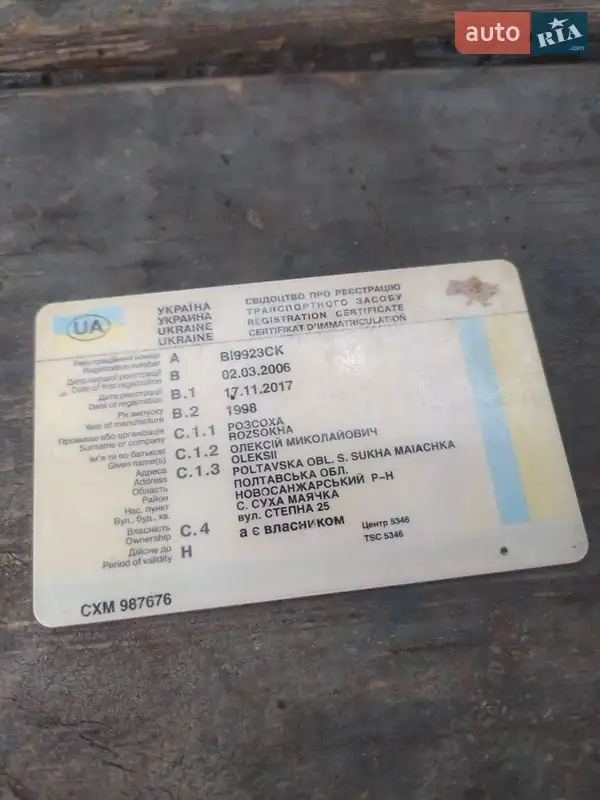 auto RIA .com
UA
УКРАЇНА
УКРАИНА
UKRAINE
UKRAINE
СВІДОЦТВО ПРО РЕЄСТРАЦІЮ
ТРАНСПОРТНОГО ЗАСОБУ
REGISTRATION CERTIFICATE
CERTIFIKAT D'IMMATRICULATION
Реєстраційний номер
Registration number
A BI9923CK
Дата першої реєстрації
Date of first registration
B 02.03.2006
Дата реєстрації
Date of registration
B.1 17.11.2017
Рік випуску
Year of manufacture
B.2 1998
Прізвище або організація
Surname or company
C.1.1 РОЗСОХА
ROZSOKHA
Ім'я та по батькові
Given name(s)
C.1.2 ОЛЕКСІЙ МИКОЛАЙОВИЧ
OLEKSII
Адреса
Address
C.1.3 POLTAVSKA OBL. S. SUKHA MAIACHKA
Область ПОЛТАВСЬКА ОБЛ.
Район НОВОСАНЖАРСЬКИЙ Р-Н
Нас. пункт С. СУХА МАЯЧКА
Вул., буд., кв. ВУЛ. СТЕПНА 25
Власність
Ownership
C.4 а є власником
Центр 5346
TSC 5346
Дійсне до
Period of validity
H
СХМ 987676